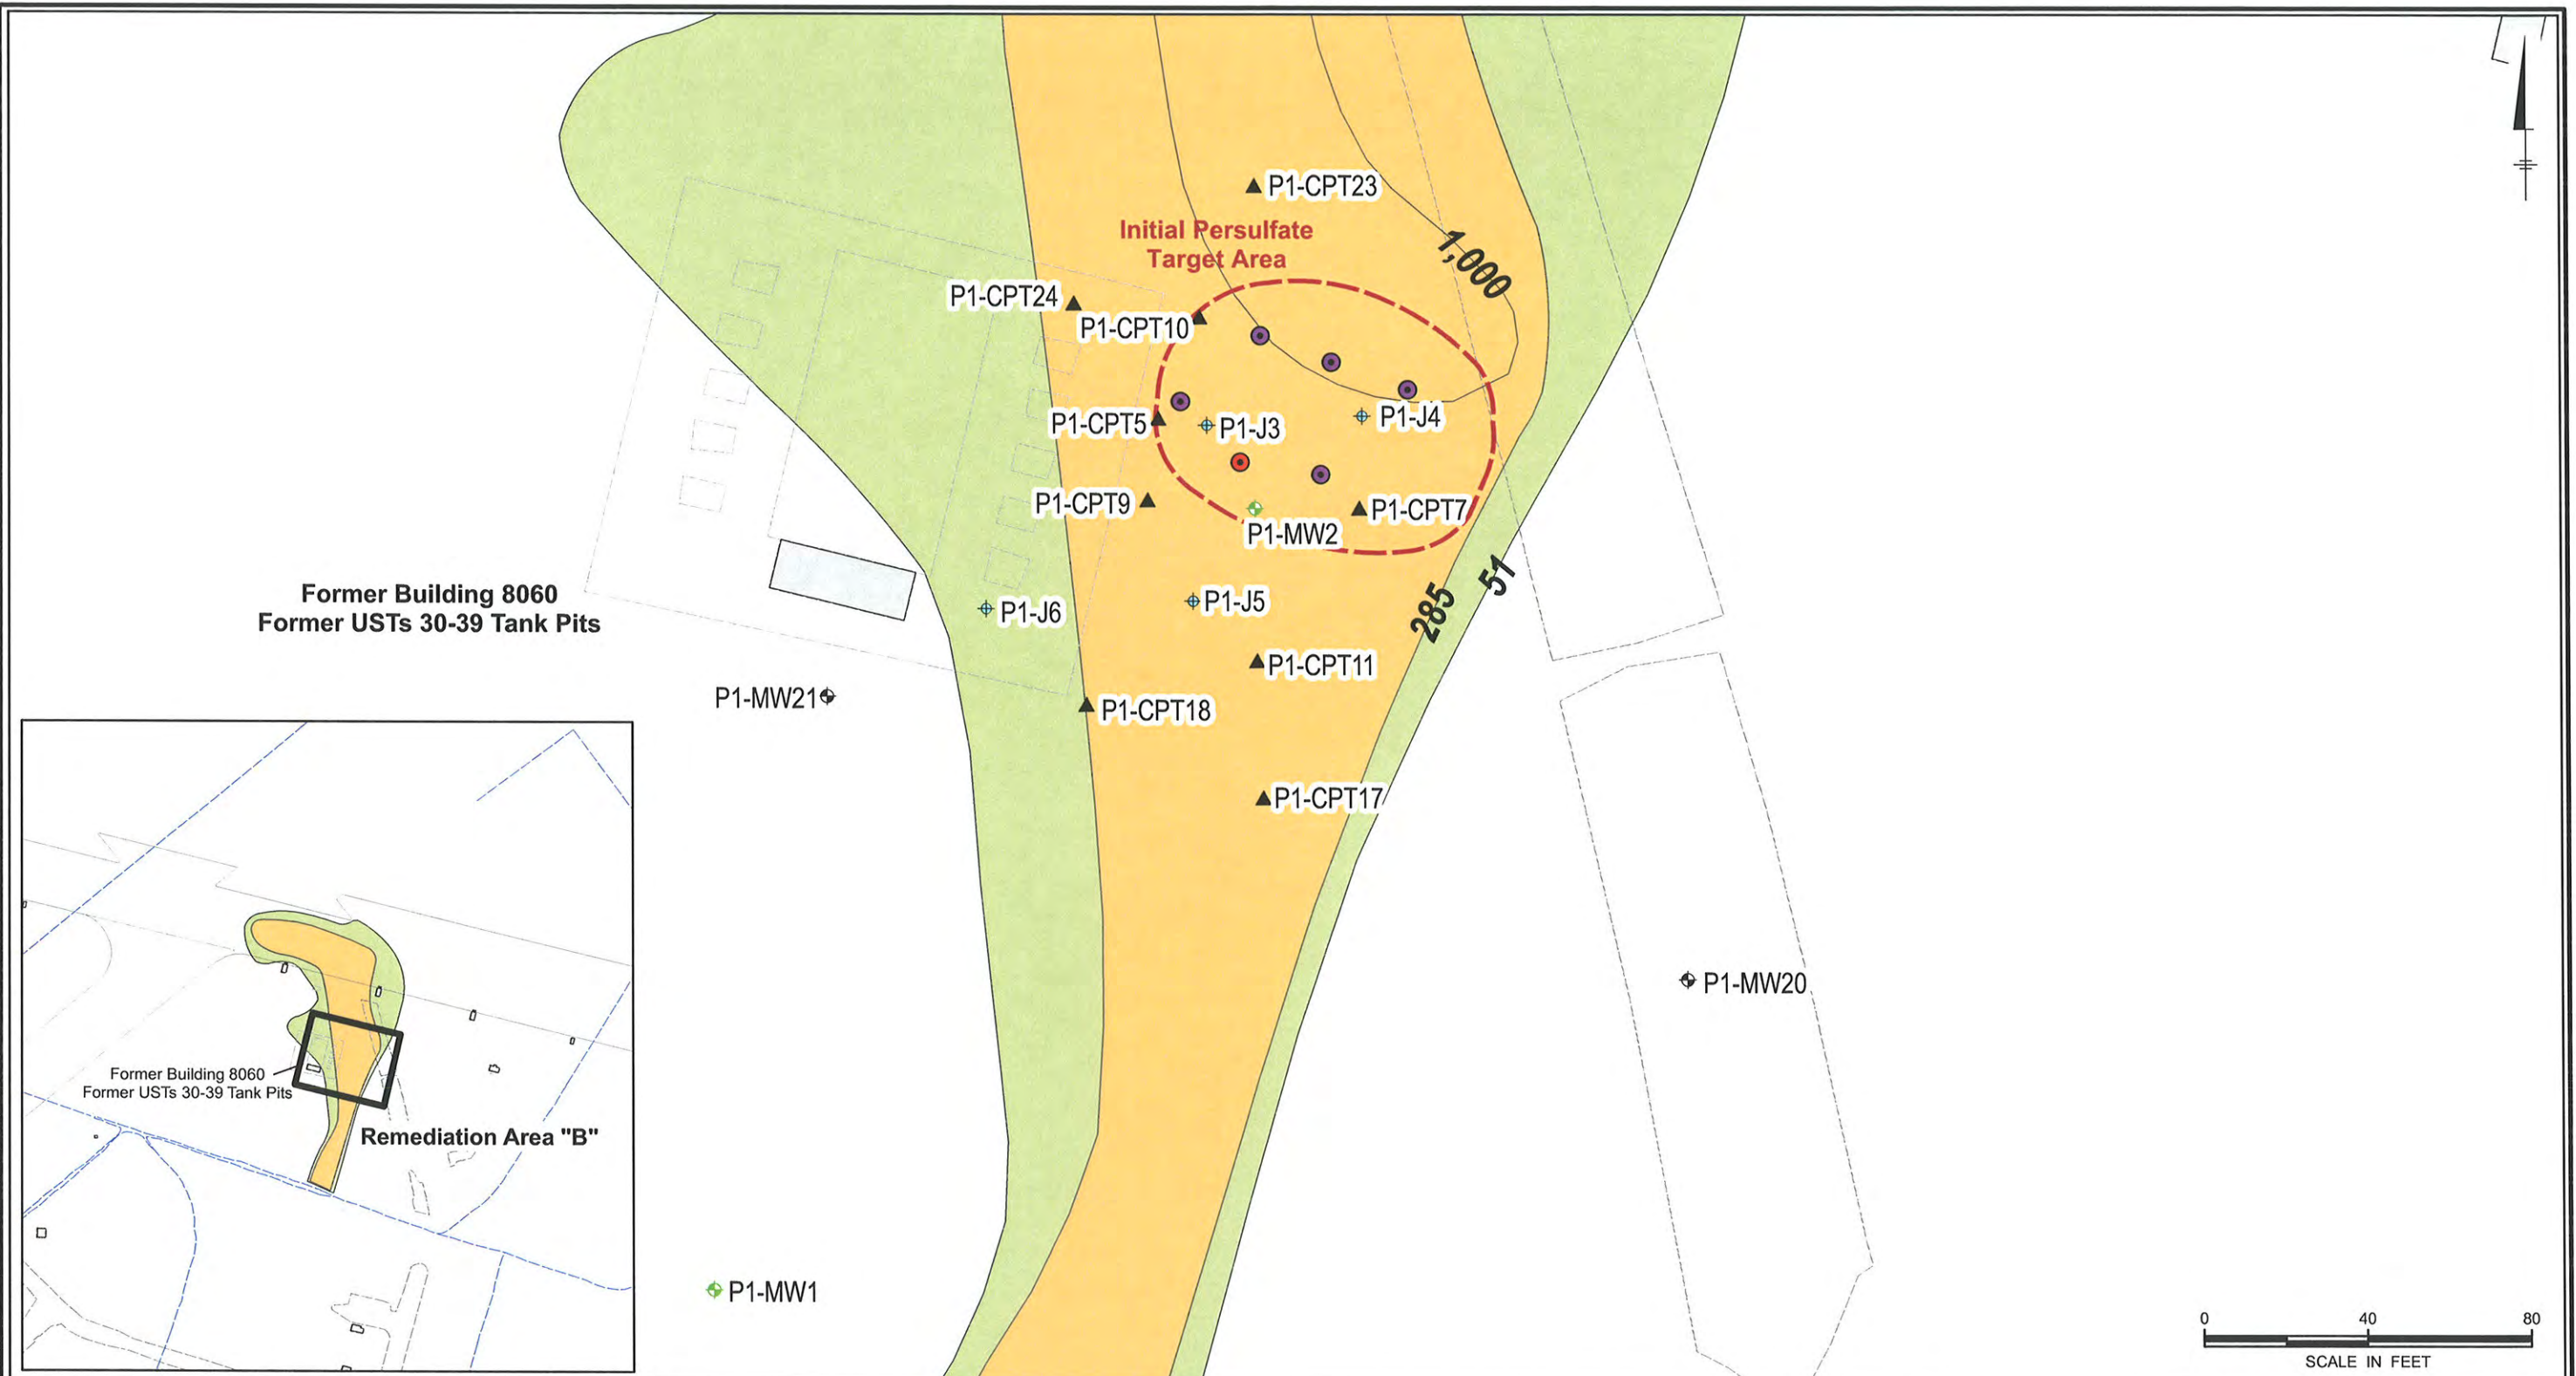 P1-CPT23
Initial Persulfate
Target Area
1,000
P1-CPT24
P1-CPT10
P1-CPT5
P1-J3
P1-J4
P1-CPT9
P1-CPT7
P1-MW2
285
51
Former Building 8060
Former USTs 30-39 Tank Pits
P1-J6
P1-J5
P1-CPT11
P1-MW21
P1-CPT18
P1-CPT17
P1-MW20
Former Building 8060
Former USTs 30-39 Tank Pits
Remediation Area "B"
P1-MW1
0 40 80
SCALE IN FEET